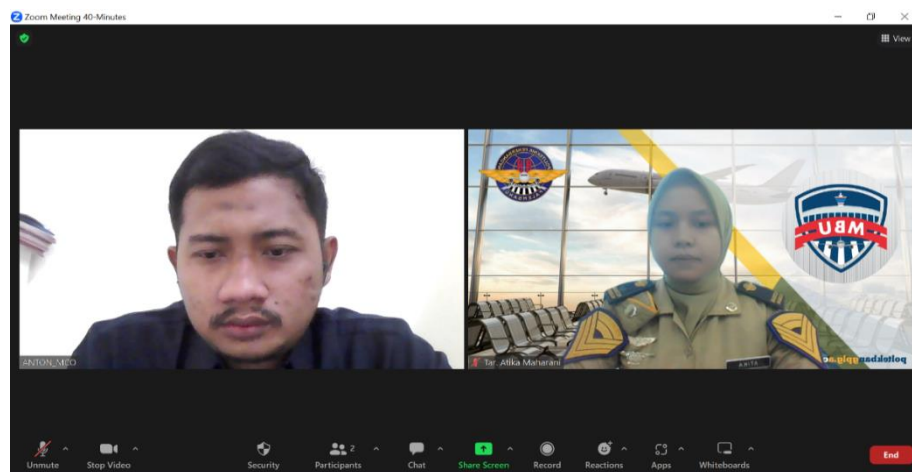 Zoom Meeting 40-Minutes
View
MBU
ANTON_MCO
Tar. Atika Maharani
poltekbangplg.ac
Unmute
Stop Video
Security
2
Participants
Chat
Share Screen
Record
Reactions
Apps
Whiteboards
End